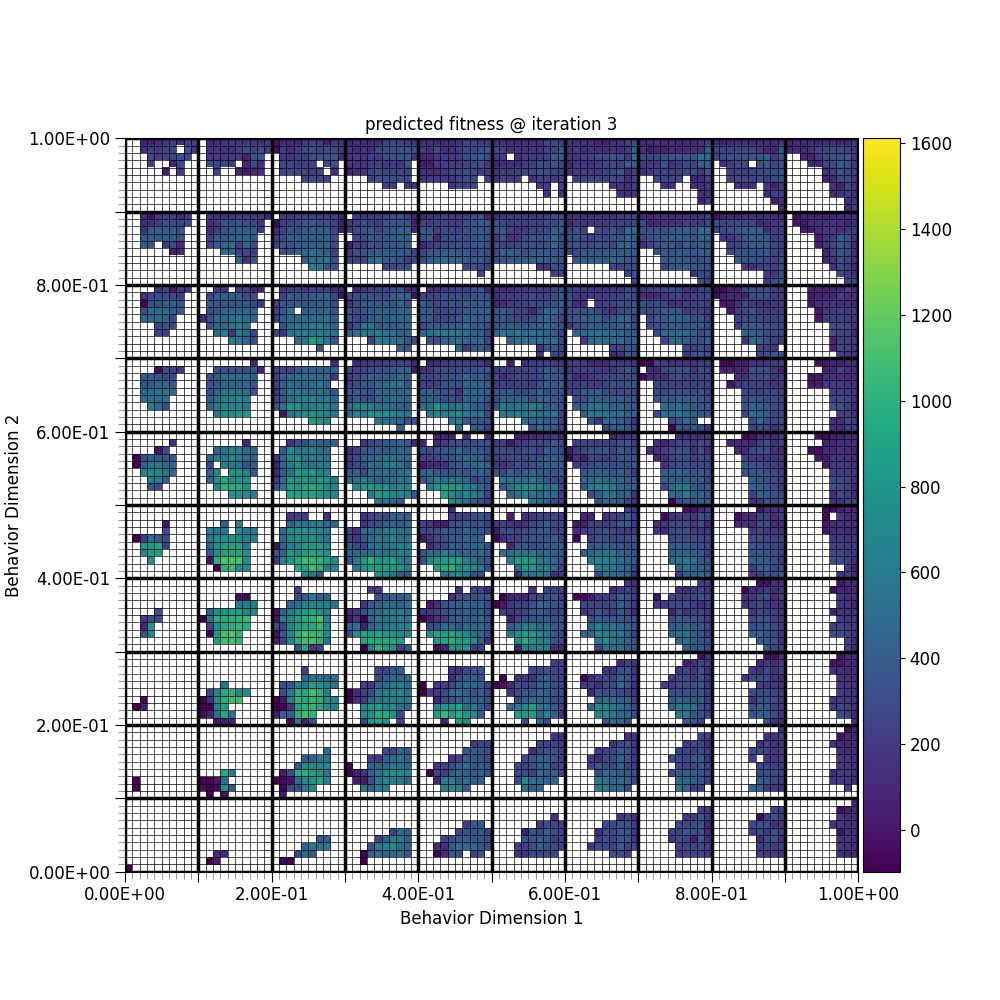 predicted fitness @ iteration 3
1.00E+00
8.00E-01
6.00E-01
4.00E-01
2.00E-01
0.00E+00
Behavior Dimension 2
0.00E+00 2.00E-01 4.00E-01 6.00E-01 8.00E-01 1.00E+00
Behavior Dimension 1
1600
1400
1200
1000
800
600
400
200
0